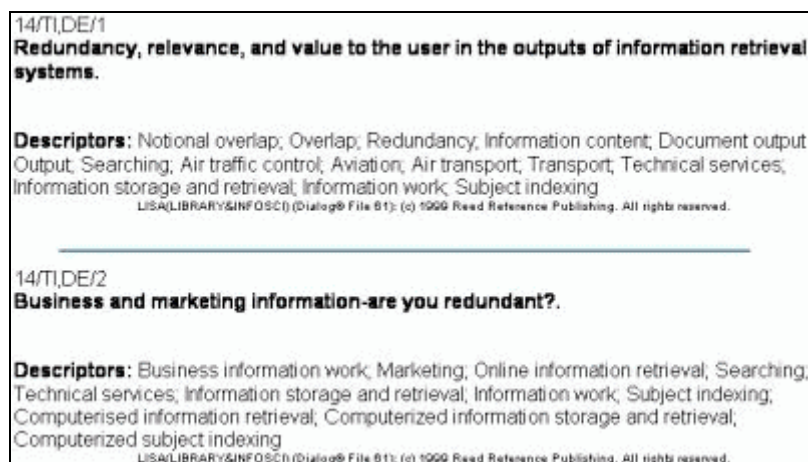 14/TI,DE/1
Redundancy, relevance, and value to the user in the outputs of information retrieval
systems.
Descriptors: Notional overlap; Overlap; Redundancy; Information content; Document output
Output; Searching; Air traffic control; Aviation; Air transport; Transport; Technical services;
Information storage and retrieval; Information work; Subject indexing
LISA(LIBRARY&INFOSCI) (Dialog® File 61): (c) 1999 Reed Reference Publishing. All rights reserved.
14/TI,DE/2
Business and marketing information-are you redundant?.
Descriptors: Business information work; Marketing; Online information retrieval; Searching;
Technical services; Information storage and retrieval; Information work; Subject indexing;
Computerised information retrieval; Computerized information storage and retrieval;
Computerized subject indexing
LISA(LIBRARY&INFOSCI) (Dialog® File 61): (c) 1999 Reed Reference Publishing. All rights reserved.